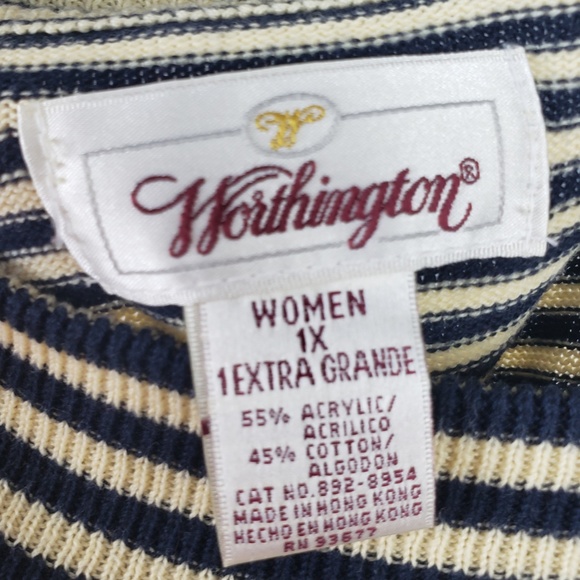 W
Worthington®
WOMEN
1X
1EXTRA GRANDE
55% ACRYLIC/
ACRILICO
45% COTTON/
ALGODON
CAT NO. 892-8954
MADE IN HONG KONG
HECHO EN HONG KONG
RN 93677